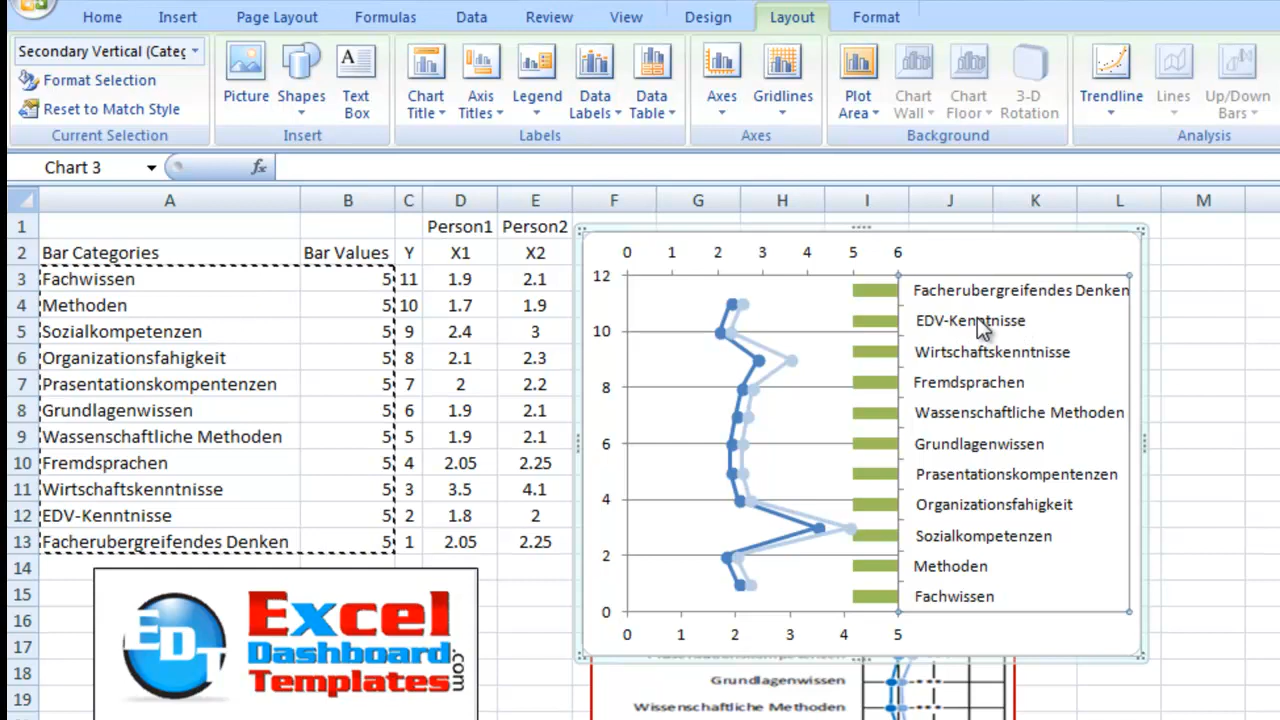 Home Insert Page Layout Formulas Data Review View Design Layout Format
Secondary Vertical (Categ
Format Selection
Reset to Match Style
Current Selection
Picture Shapes Text Box
Insert
Chart Title Axis Titles Legend Data Labels Data Table
Labels
Axes Gridlines
Axes
Plot Area Chart Wall Chart Floor 3-D Rotation
Background
Trendline Lines Up/Down Bars
Analysis
Chart 3 fx
A B C D E F G H I J K L M
1 Person1 Person2
2 Bar Categories Bar Values Y X1 X2
3 Fachwissen 5 11 1.9 2.1
4 Methoden 5 10 1.7 1.9
5 Sozialkompetenzen 5 9 2.4 3
6 Organizationsfahigkeit 5 8 2.1 2.3
7 Prasentationskompentenzen 5 7 2 2.2
8 Grundlagenwissen 5 6 1.9 2.1
9 Wassenschaftliche Methoden 5 5 1.9 2.1
10 Fremdsprachen 5 4 2.05 2.25
11 Wirtschaftskenntnisse 5 3 3.5 4.1
12 EDV-Kenntnisse 5 2 1.8 2
13 Facherubergreifendes Denken 5 1 2.05 2.25
14
15
16
17
18
19
0 1 2 3 4 5 6
12
10
8
6
4
2
0
0 1 2 3 4 5
Facherubergreifendes Denken
EDV-Kenntnisse
Wirtschaftskenntnisse
Fremdsprachen
Wassenschaftliche Methoden
Grundlagenwissen
Prasentationskompentenzen
Organizationsfahigkeit
Sozialkompetenzen
Methoden
Fachwissen
EDT
Excel
Dashboard
Templates
.com
Grundlagenwissen
Wissenschaftliche Methoden